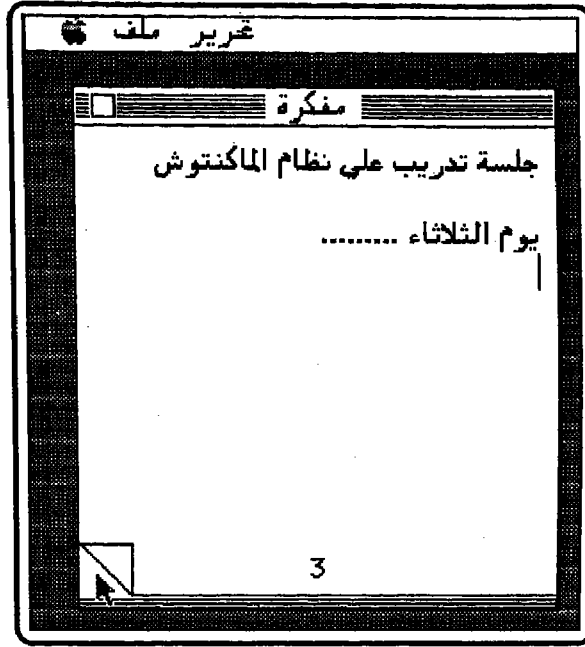 ملف تحرير
مفكرة
جلسة تدريب علي نظام الماكنتوش
يوم الثلاثاء .........
3